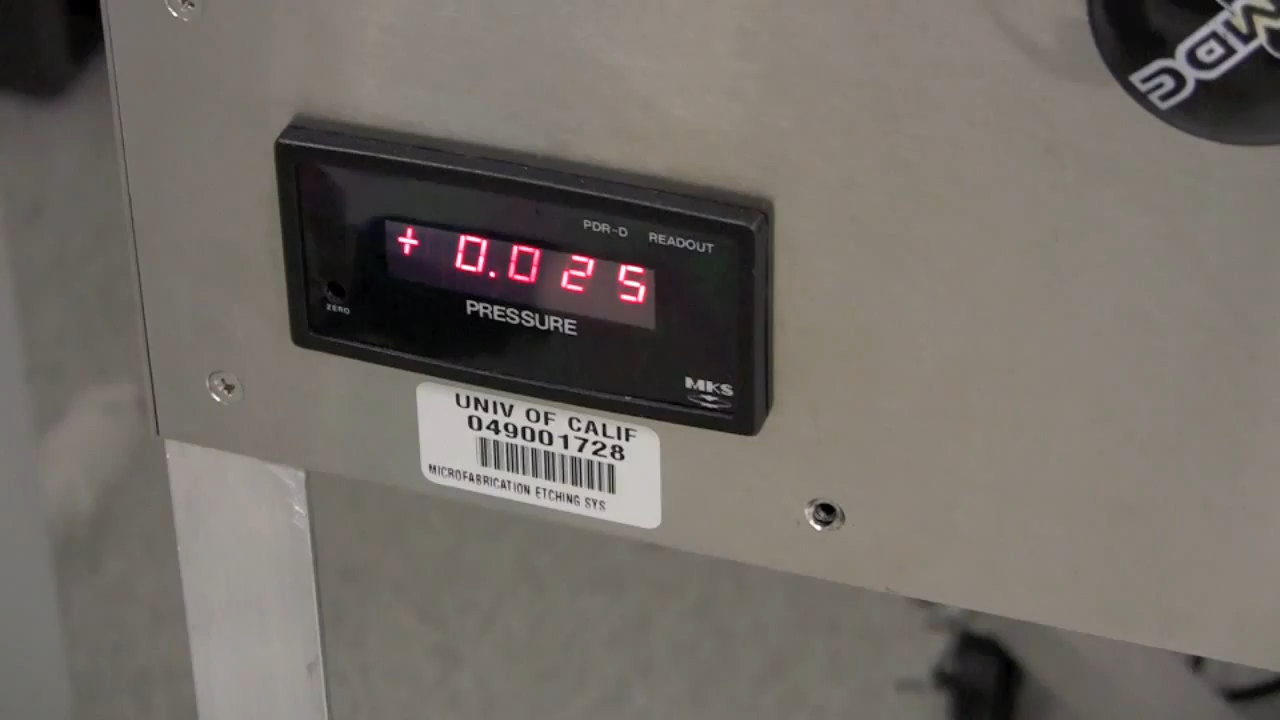 MDC
PDR-D READOUT
+ 0.025
ZERO
PRESSURE
MKS
UNIV OF CALIF
049001728
MICROFABRICATION ETCHING SYS